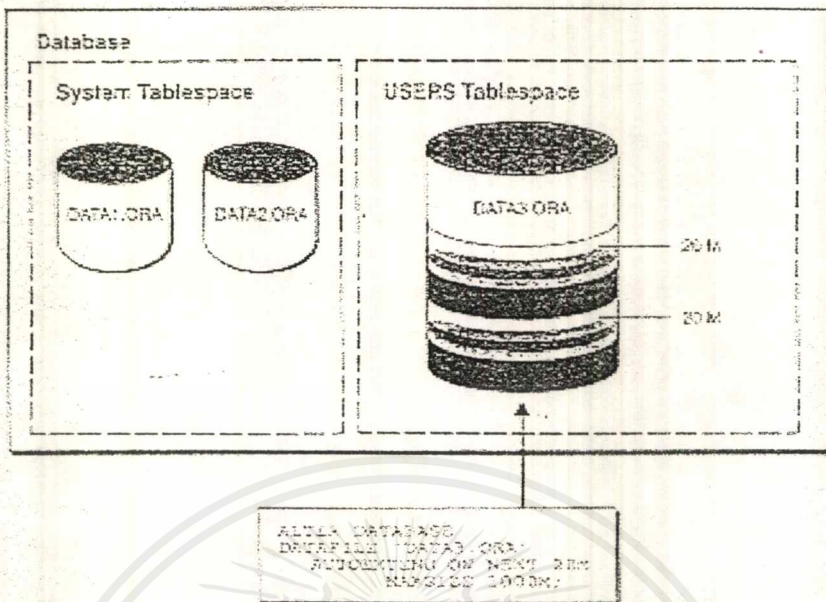 Database
System Tablespace
USERS Tablespace
DATA1.ORA
DATA2.ORA
DATA3.ORA
20 M
20 M
ALTER DATABASE
DATAFILE 'DATA3.ORA'
AUTOEXTEND ON NEXT 20M
MAXSIZE 1000M;